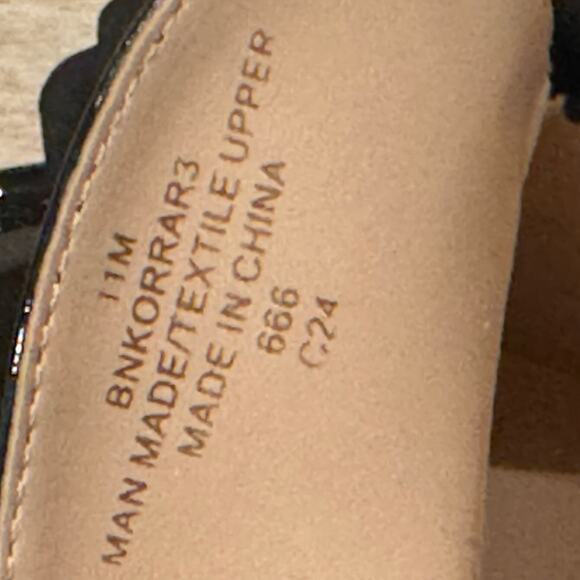 11M
BNKORRAR3
MAN MADE/TEXTILE UPPER
MADE IN CHINA
666
C24